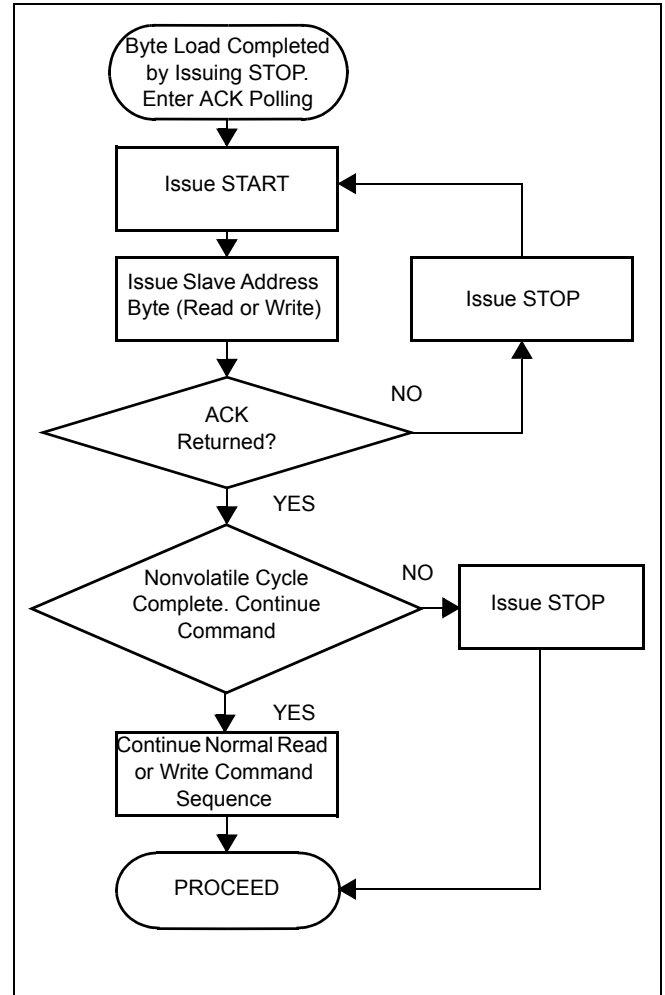 Byte Load Completed
by Issuing STOP.
Enter ACK Polling
Issue START
Issue Slave Address
Byte (Read or Write)
Issue STOP
ACK
Returned?
NO
YES
Nonvolatile Cycle
Complete. Continue
Command
NO
Issue STOP
YES
Continue Normal Read
or Write Command
Sequence
PROCEED